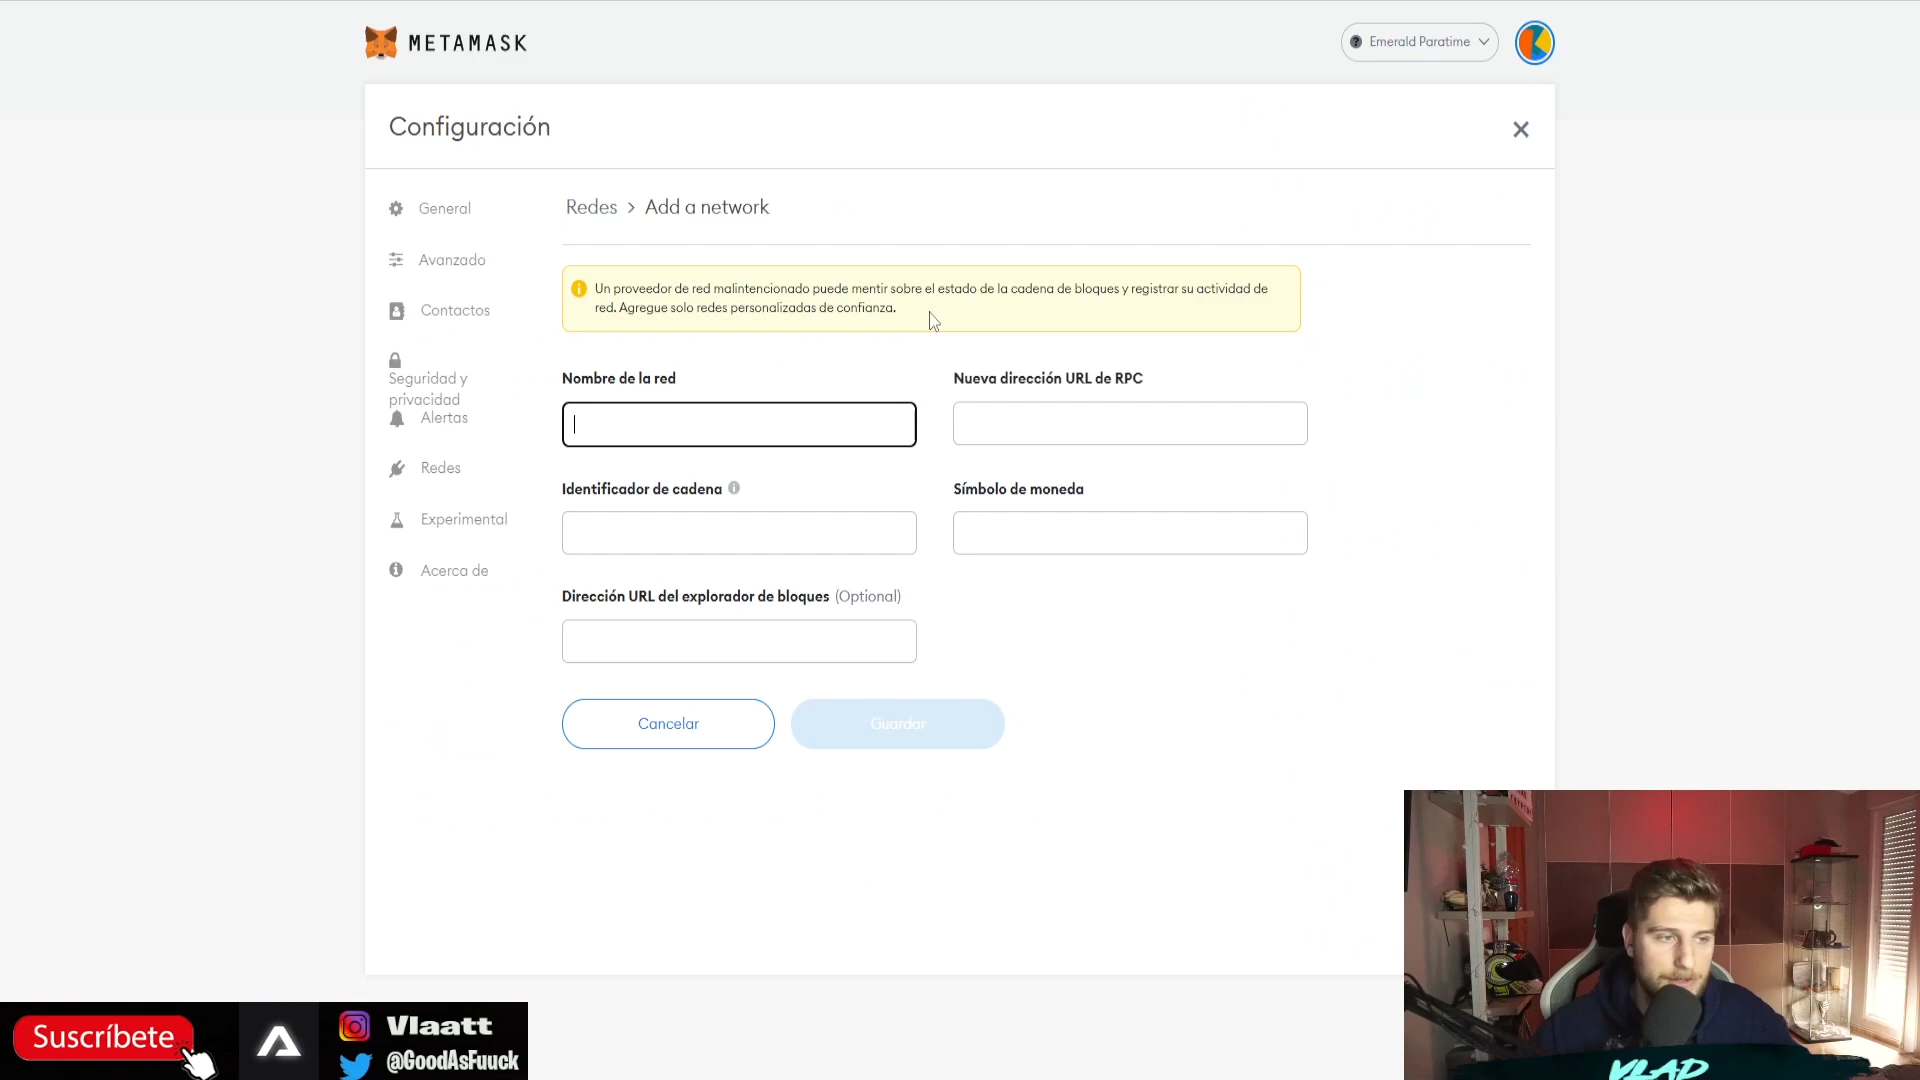 METAMASK
Emerald Paratime
Configuración
General
Avanzado
Contactos
Seguridad y
privacidad
Alertas
Redes
Experimental
Acerca de
Redes > Add a network
Un proveedor de red malintencionado puede mentir sobre el estado de la cadena de bloques y registrar su actividad de
red. Agregue solo redes personalizadas de confianza.
Nombre de la red
Nueva dirección URL de RPC
Identificador de cadena
Símbolo de moneda
Dirección URL del explorador de bloques (Optional)
Cancelar
Guardar
Suscríbete
Vlaatt
@GoodAsFuuck
VLAD